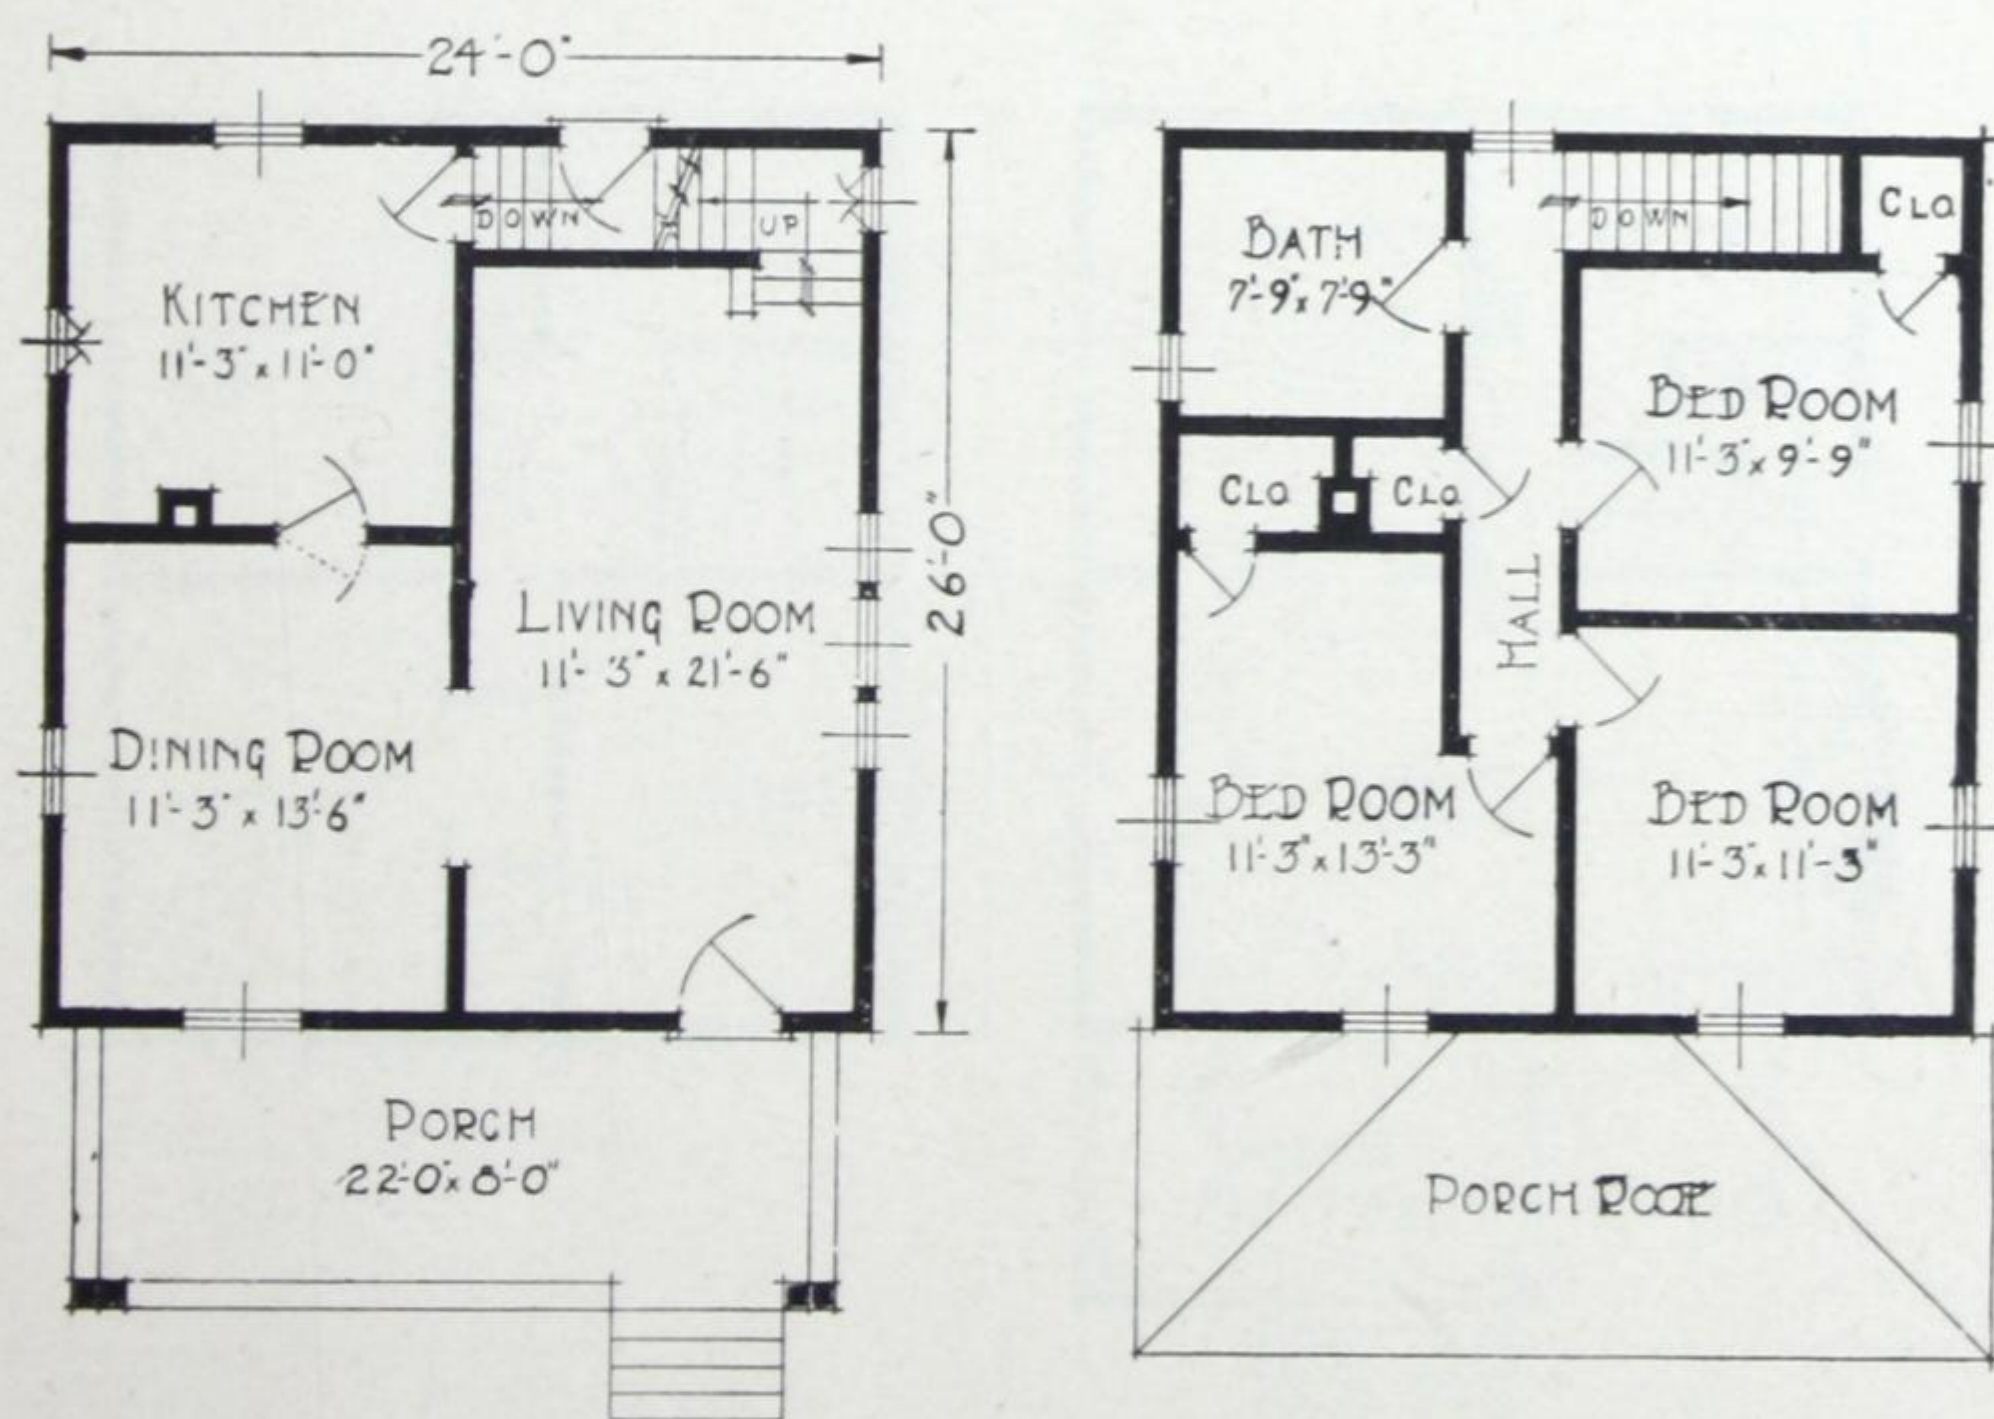 24'-0"
DOWN
UP
KITCHEN
11'-3" x 11'-0"
26'-0"
LIVING ROOM
11'-3" x 21'-6"
DINING ROOM
11'-3" x 13'-6"
PORCH
22'-0" x 8'-0"
DOWN
CLO
BATH
7'-9" x 7'-9"
BED ROOM
11'-3" x 9'-9"
CLO
CLO
HALL
BED ROOM
11'-3" x 13'-3"
BED ROOM
11'-3" x 11'-3"
PORCH ROOF